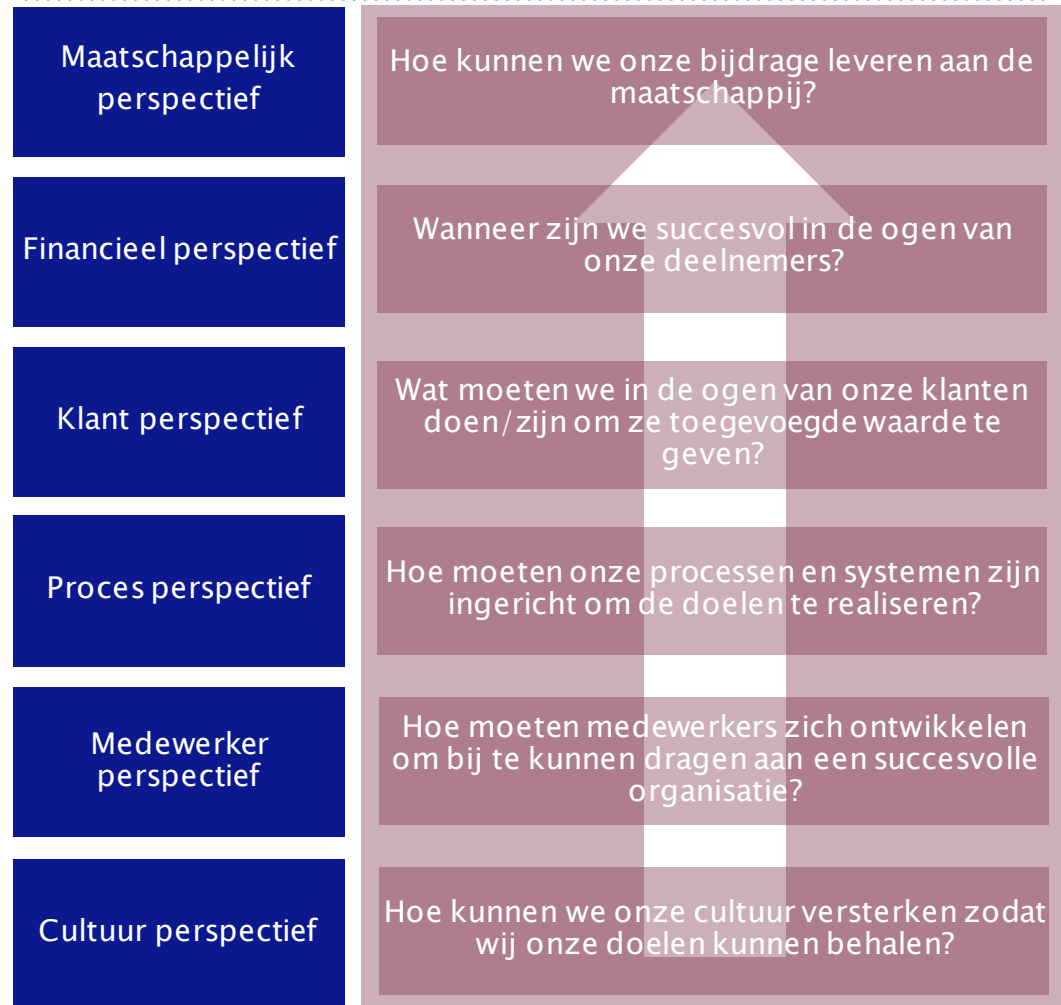 Maatschappelijk
perspectief
Hoe kunnen we onze bijdrage leveren aan de
maatschappij?
Financieel perspectief
Wanneer zijn we succesvol in de ogen van
onze deelnemers?
Klant perspectief
Wat moeten we in de ogen van onze klanten
doen/zijn om ze toegevoegde waarde te
geven?
Proces perspectief
Hoe moeten onze processen en systemen zijn
ingericht om de doelen te realiseren?
Medewerker
perspectief
Hoe moeten medewerkers zich ontwikkelen
om bij te kunnen dragen aan een succesvolle
organisatie?
Cultuur perspectief
Hoe kunnen we onze cultuur versterken zodat
wij onze doelen kunnen behalen?